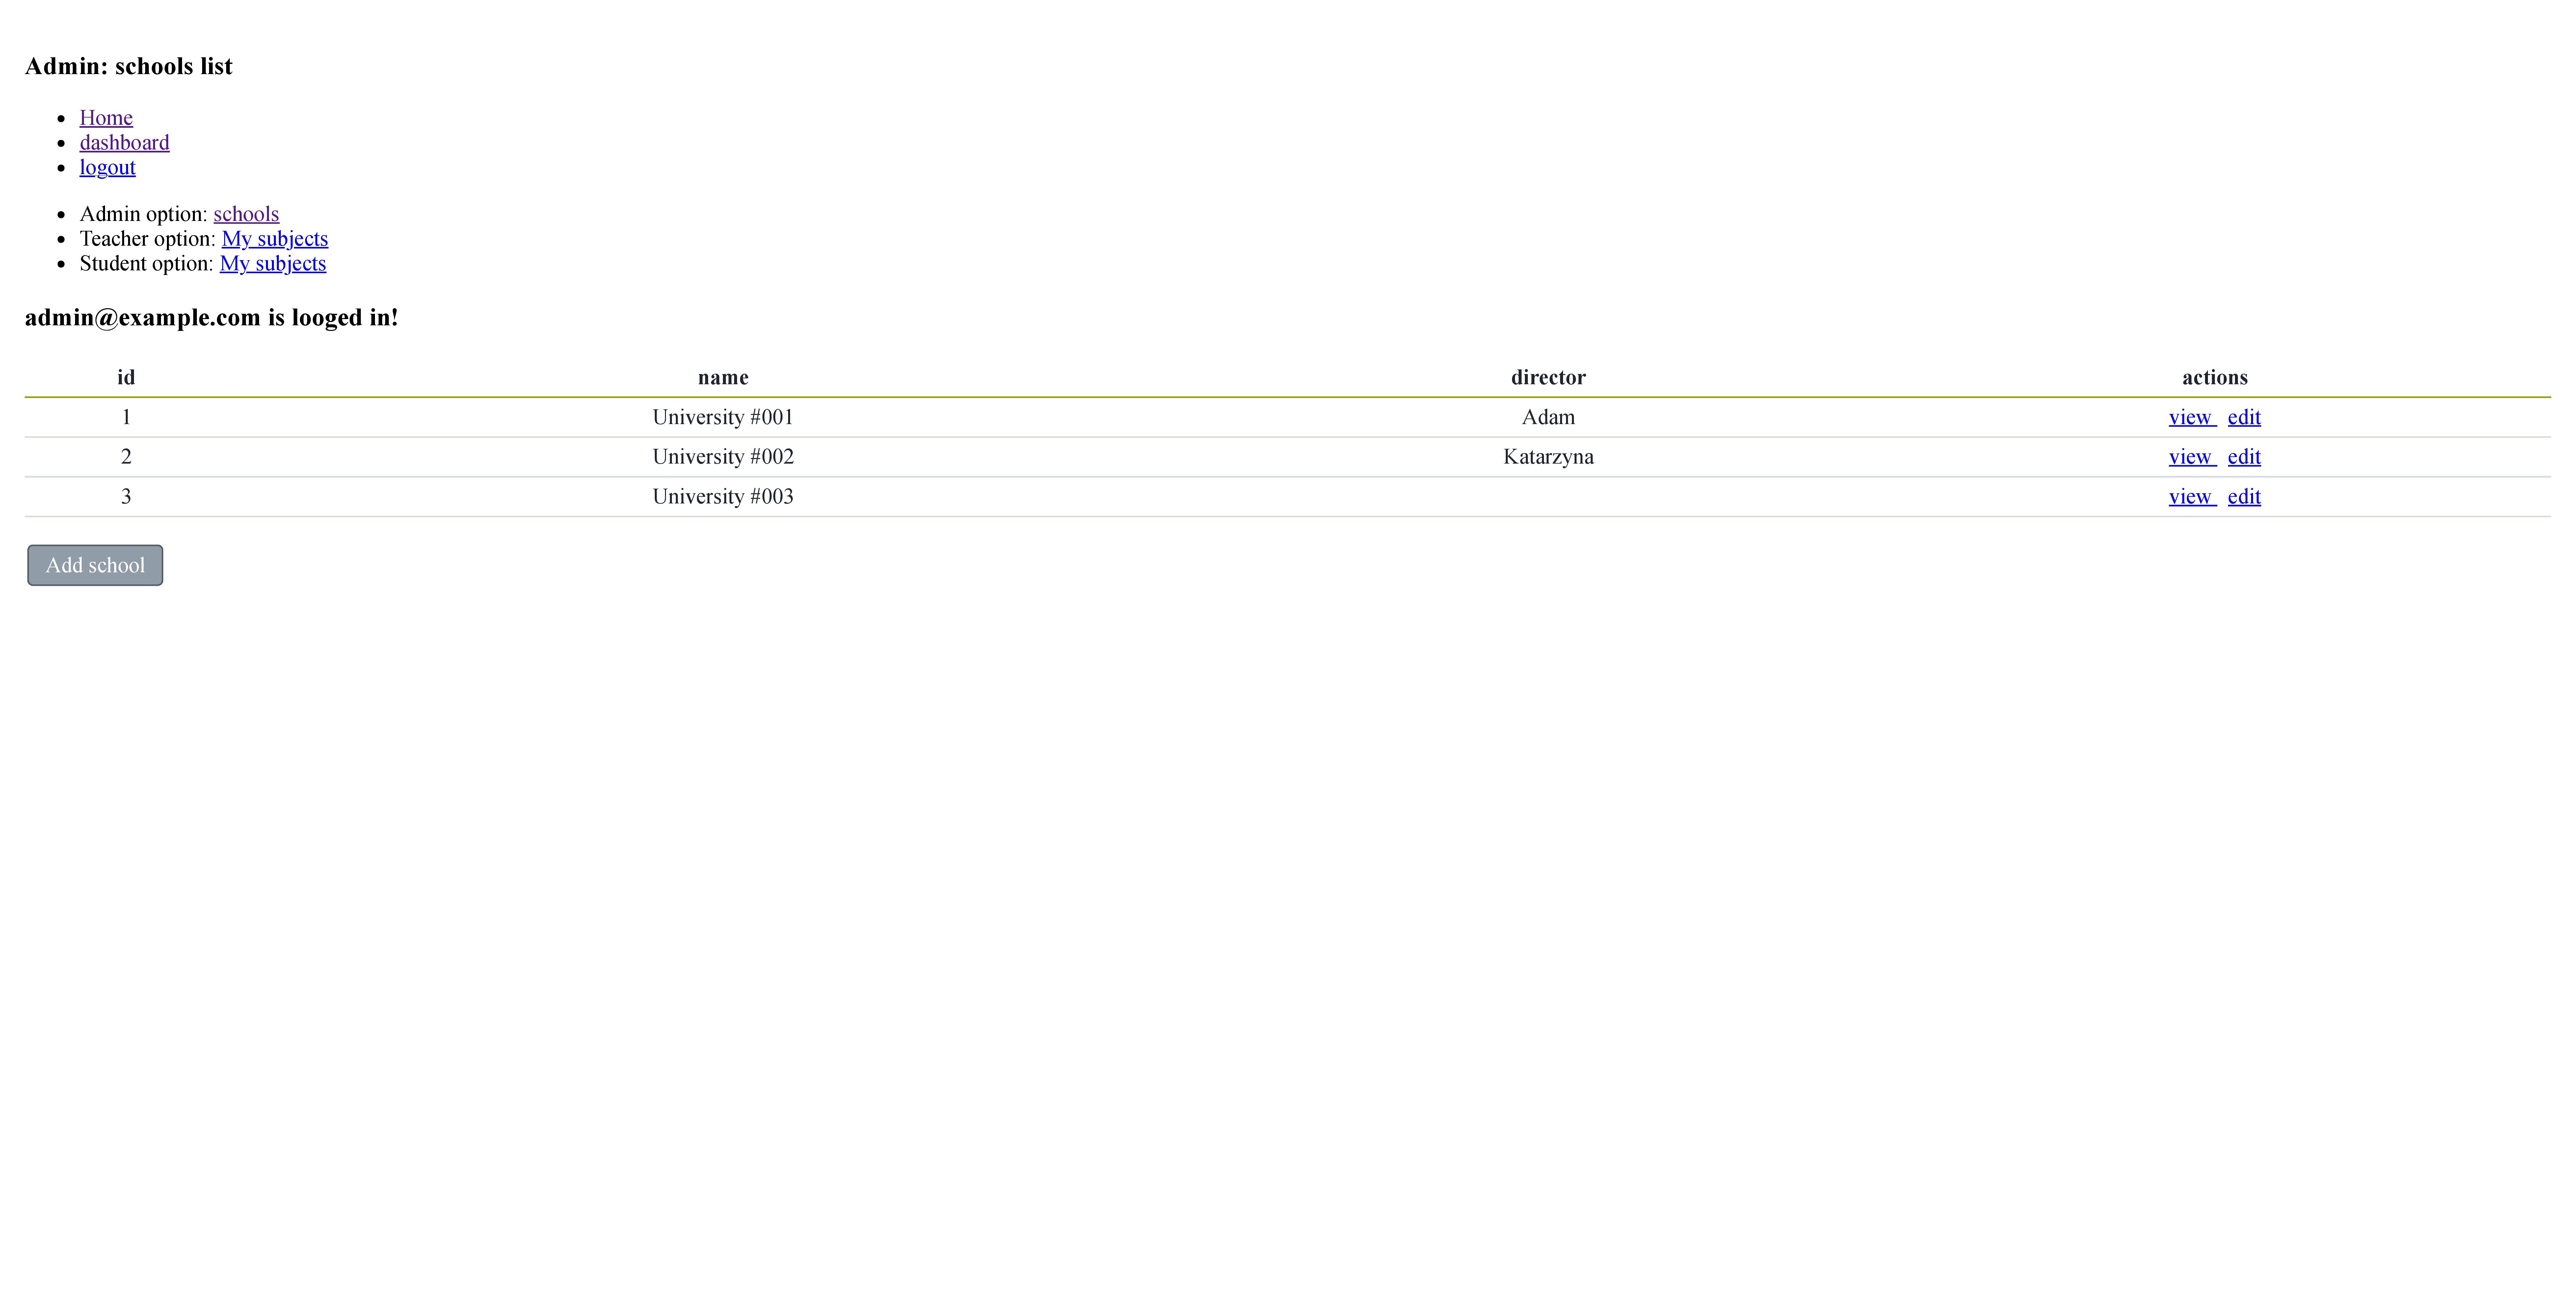 Admin: schools list
Home
dashboard
logout
Admin option: schools
Teacher option: My subjects
Student option: My subjects
admin@example.com is looged in!
id name director actions
1 University #001 Adam view edit
2 University #002 Katarzyna view edit
3 University #003 view edit
Add school